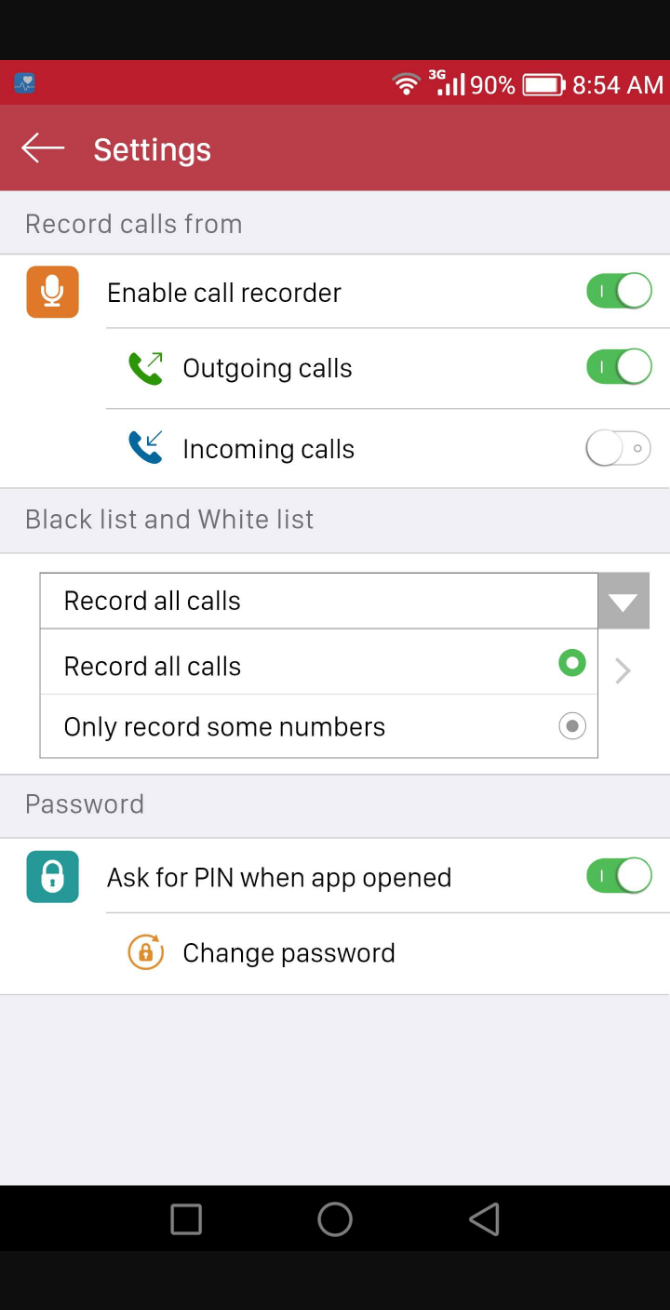 3G 90% 8:54 AM
Settings
Record calls from
Enable call recorder
Outgoing calls
Incoming calls
Black list and White list
Record all calls
Record all calls
Only record some numbers
Password
Ask for PIN when app opened
Change password